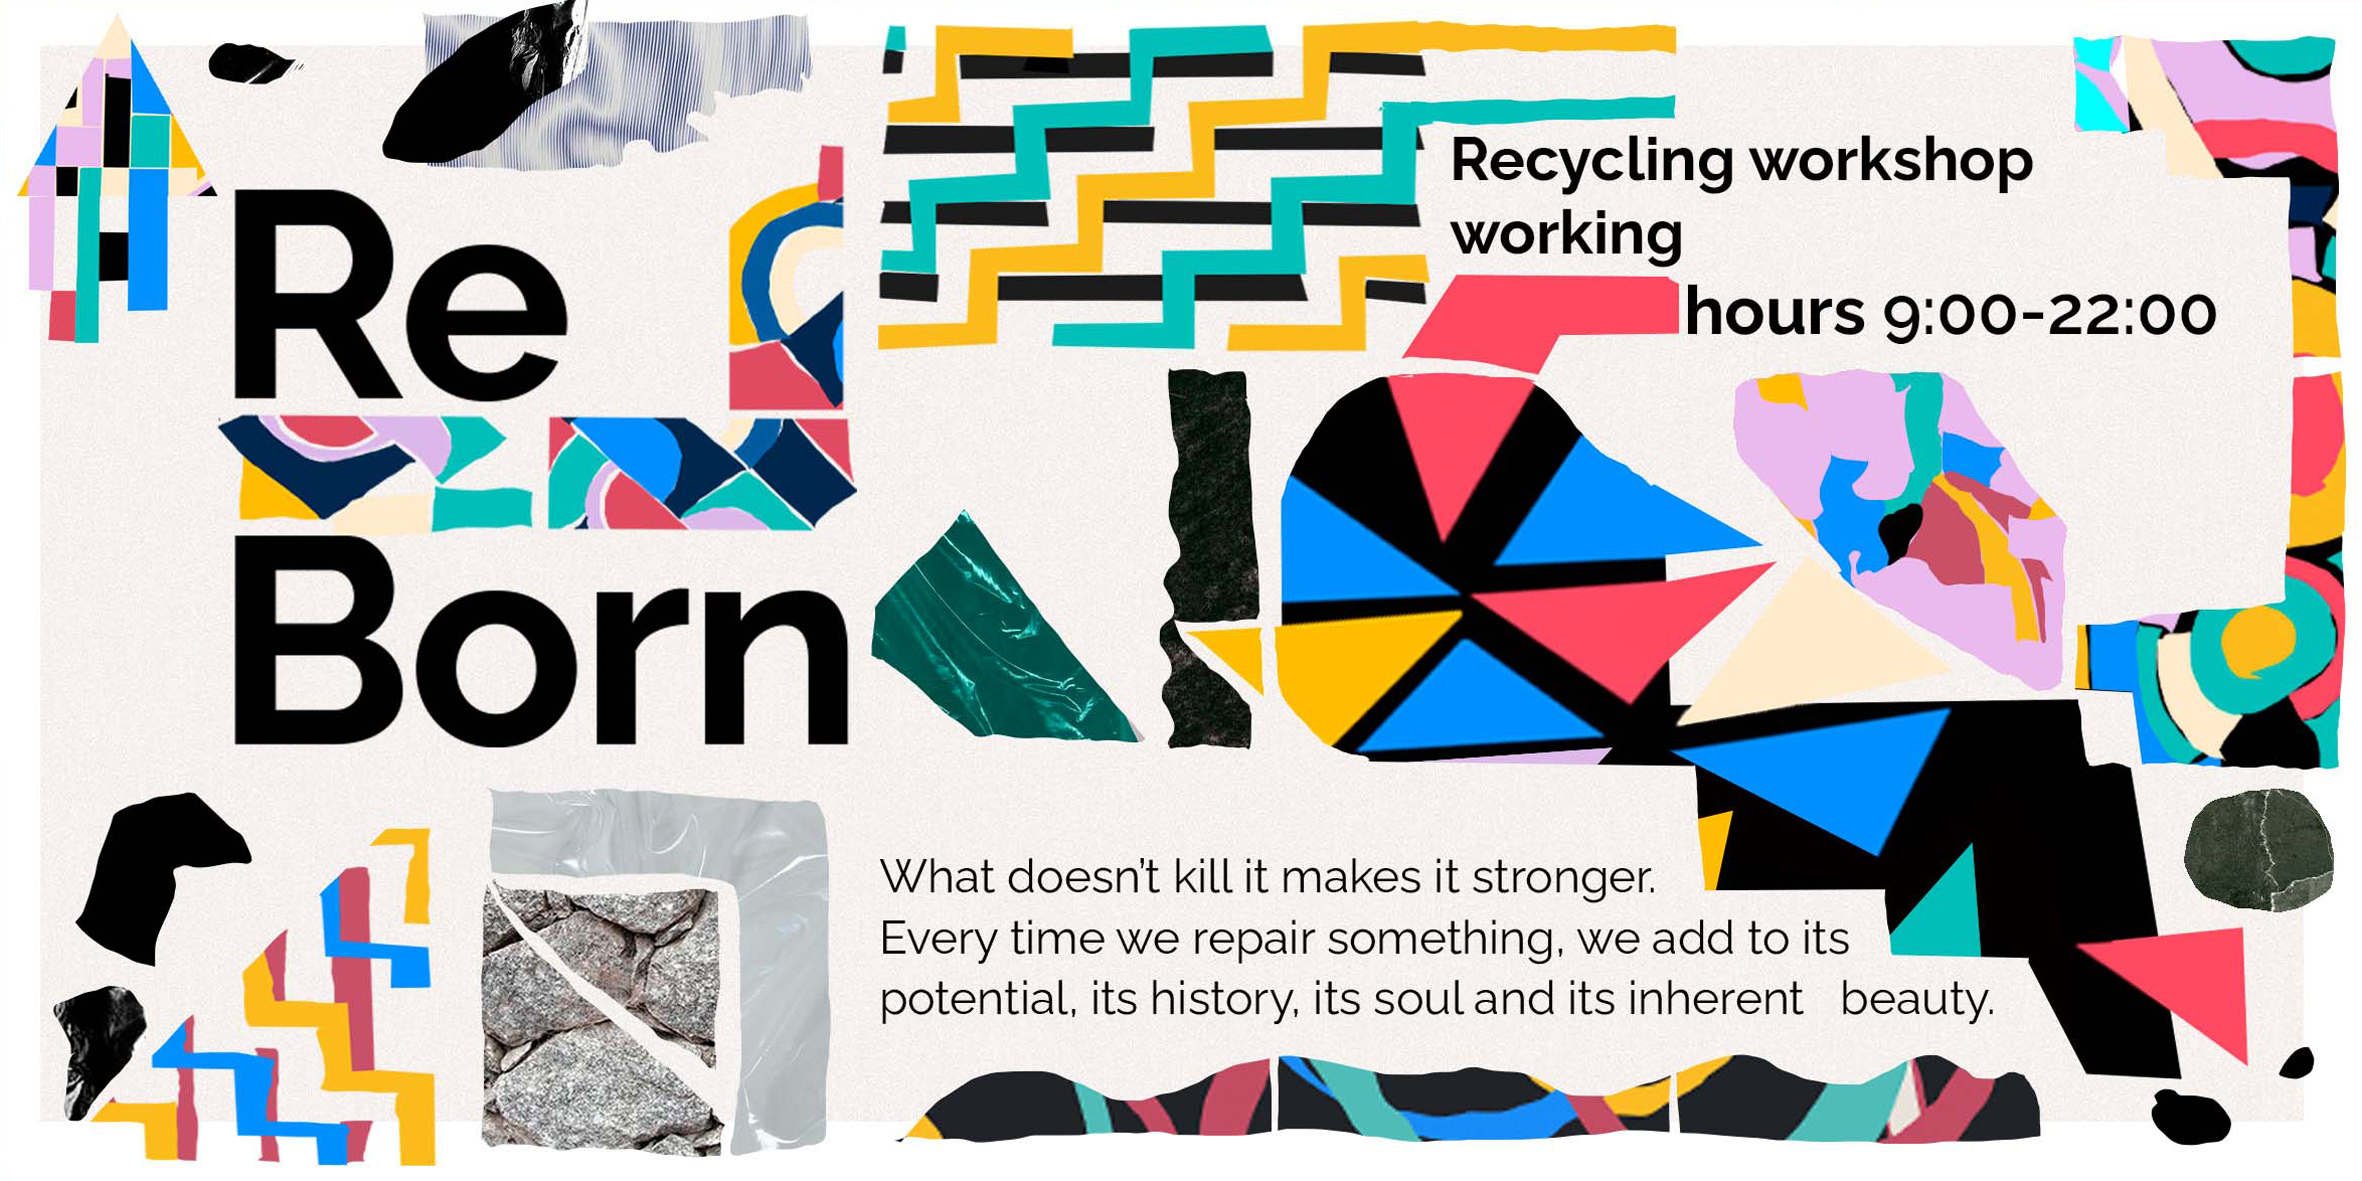 Re
Born
Recycling workshop
working
hours 9:00-22:00
What doesn’t kill it makes it stronger.
Every time we repair something, we add to its
potential, its history, its soul and its inherent beauty.